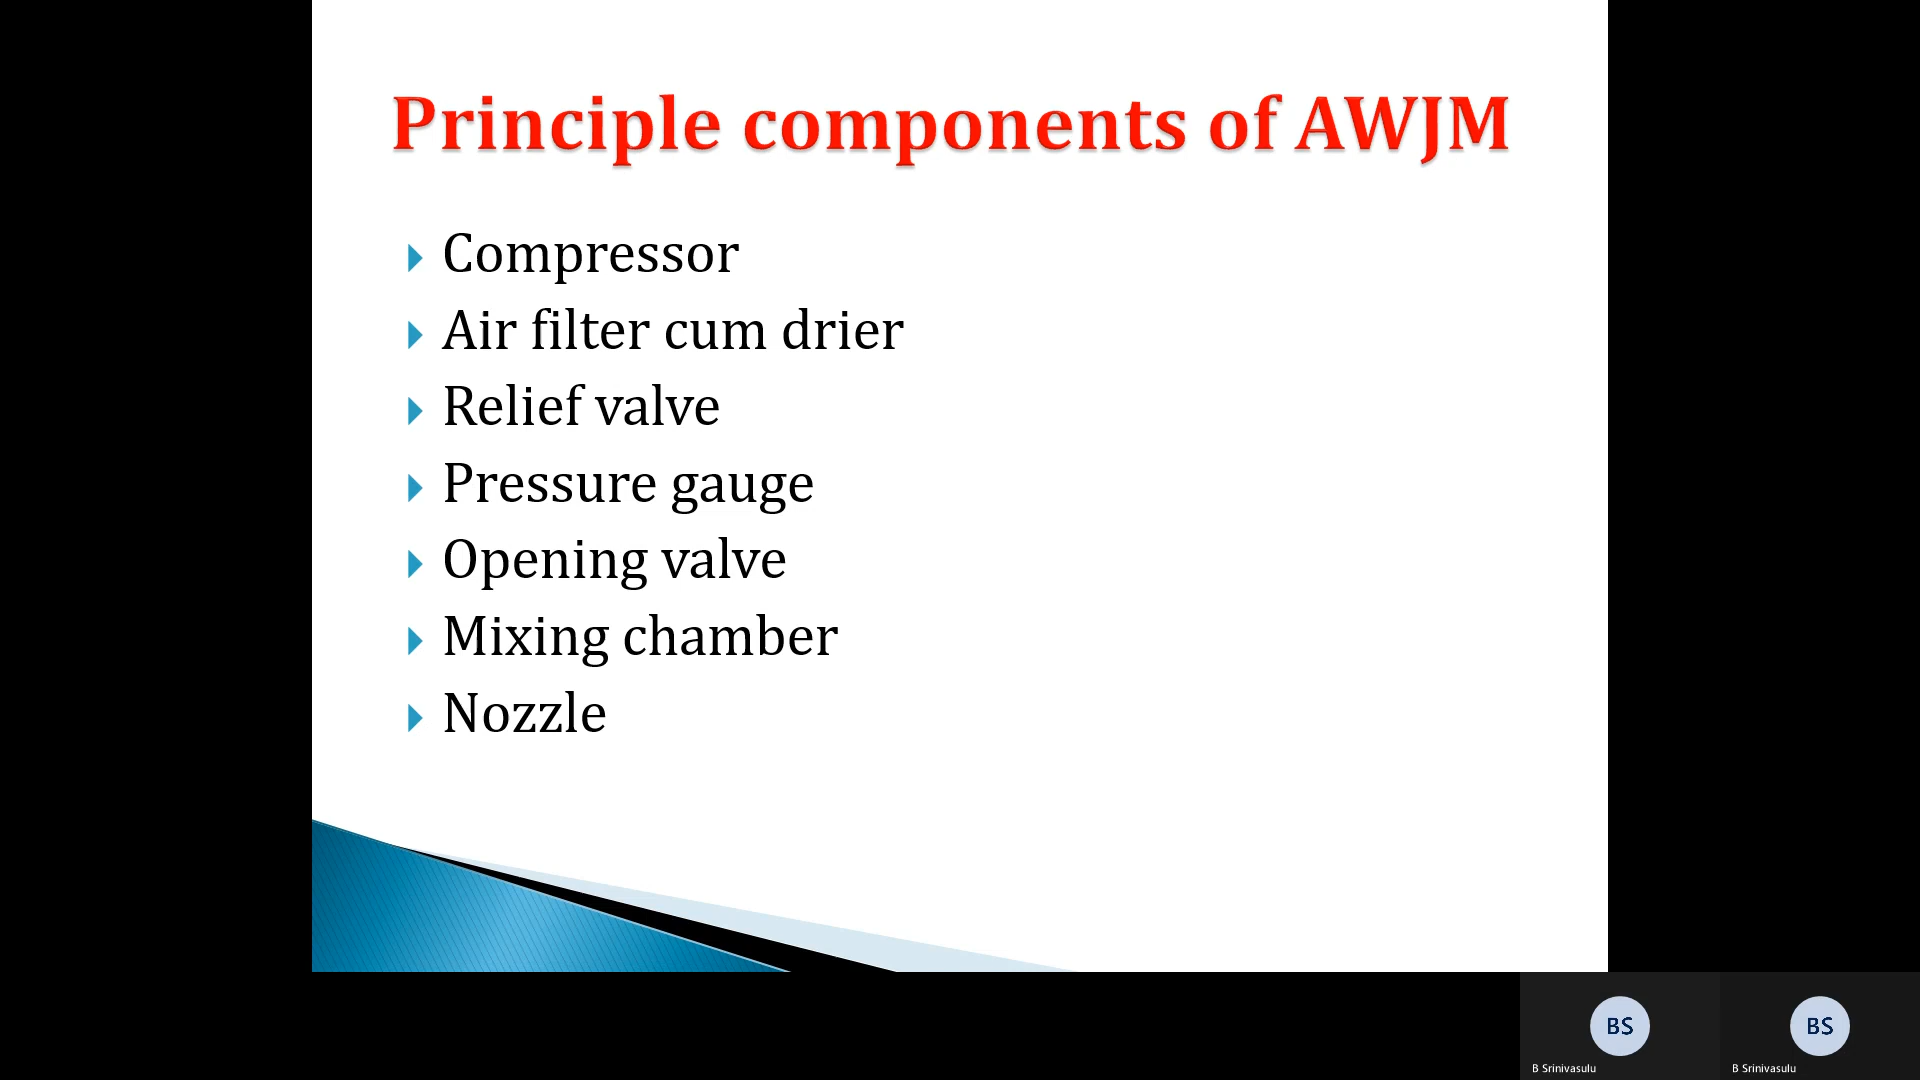 Principle components of AWJM
Compressor
Air filter cum drier
Relief valve
Pressure gauge
Opening valve
Mixing chamber
Nozzle
BS
BS
B Srinivasulu
B Srinivasulu